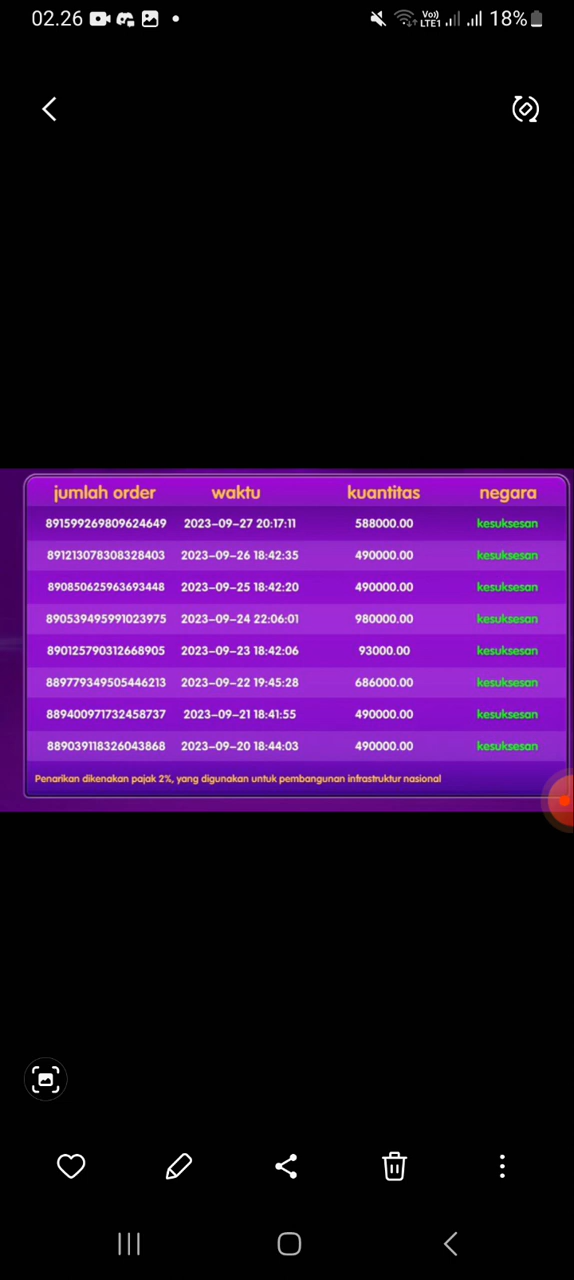 02.26 Vo)) LTE1 18%
jumlah order waktu kuantitas negara
891599269809624649 2023-09-27 20:17:11 588000.00 kesuksesan
891213078308328403 2023-09-26 18:42:35 490000.00 kesuksesan
890850625963693448 2023-09-25 18:42:20 490000.00 kesuksesan
890539495991023975 2023-09-24 22:06:01 980000.00 kesuksesan
890125790312668905 2023-09-23 18:42:06 93000.00 kesuksesan
889779349505446213 2023-09-22 19:45:28 686000.00 kesuksesan
889400971732458737 2023-09-21 18:41:55 490000.00 kesuksesan
889039118326043868 2023-09-20 18:44:03 490000.00 kesuksesan
Penarikan dikenakan pajak 2%, yang digunakan untuk pembangunan infrastruktur nasional